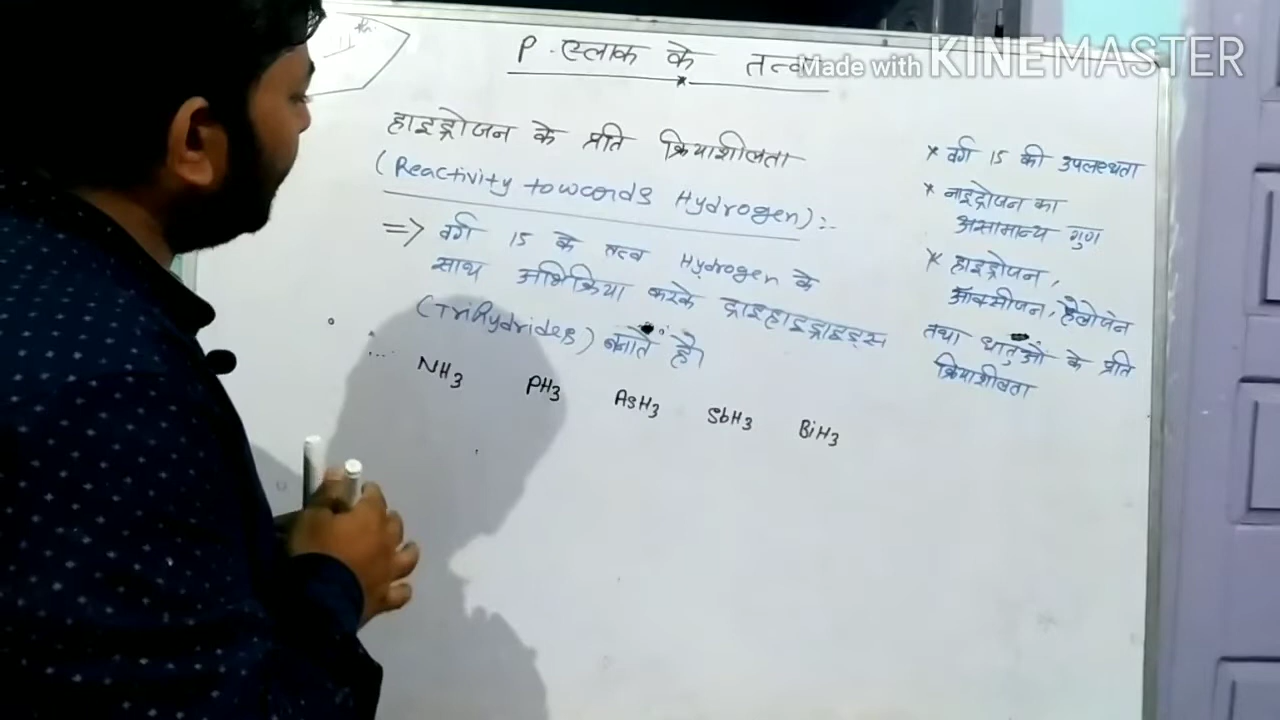 P-ब्लाक के तत्व
Made with KINEMASTER
हाइड्रोजन के प्रति क्रियाशीलता
(Reactivity towards Hydrogen):-
=> वर्ग 15 के तत्व Hydrogen के
साथ अभिक्रिया करके ट्राइहाइड्राइड्स
(Trihydrides) बनाते है।
NH3 PH3 AsH3 SbH3 BiH3
* वर्ग 15 की उपलब्धता
* नाइट्रोजन का
असामान्य गुण
* हाइड्रोजन,
ऑक्सीजन, हैलोजेन
तथा धातुओं के प्रति
क्रियाशीलता